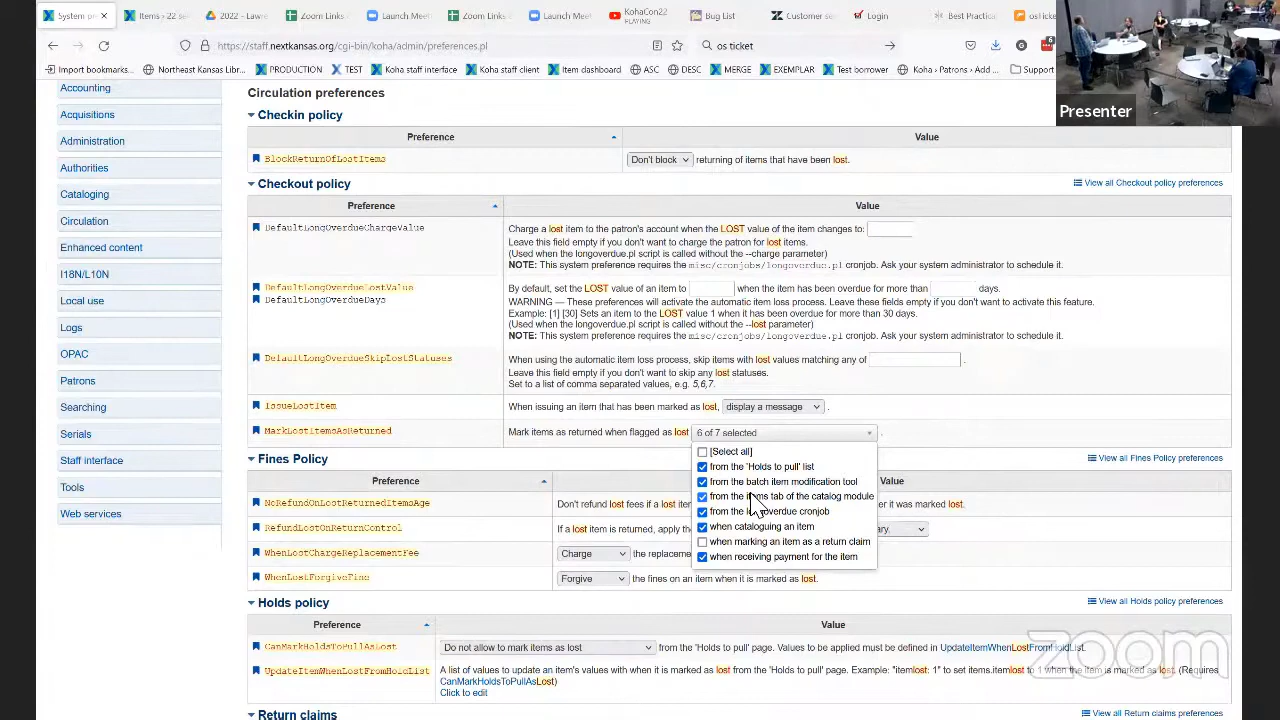 System p
Items › 22 se
2022 – Lawre
Zoom Links
Launch Mee
Zoom Links
Launch Mee
KohaCon22
PLAYING
Bug List
Customer se
Login
Best Practic
osticke
https://staff.nextkansas.org/cgi-bin/koha/admin/preferences.pl
os ticket
Import bookmarks...
Northeast Kansas Libr...
PRODUCTION
TEST
Koha staff interface
Koha staff client
Item dashboard
ASC
DESC
MERGE
EXEMPLAR
Test borrower
Koha › Patrons › Add ...
Support
Presenter
Accounting
Acquisitions
Administration
Authorities
Cataloging
Circulation
Enhanced content
I18N/L10N
Local use
Logs
OPAC
Patrons
Searching
Serials
Staff interface
Tools
Web services
Circulation preferences
Checkin policy
Preference
Value
BlockReturnOfLostItems
Don't block returning of items that have been lost.
Checkout policy
View all Checkout policy preferences
Preference
Value
DefaultLongOverdueChargeValue
Charge a lost item to the patron's account when the LOST value of the item changes to:
Leave this field empty if you don't want to charge the patron for lost items.
(Used when the longoverdue.pl script is called without the --charge parameter)
NOTE: This system preference requires the misc/cronjobs/longoverdue.pl cronjob. Ask your system administrator to schedule it.
DefaultLongOverdueLostValue
DefaultLongOverdueDays
By default, set the LOST value of an item to when the item has been overdue for more than days.
WARNING — These preferences will activate the automatic item loss process. Leave these fields empty if you don't want to activate this feature.
Example: [1] [30] Sets an item to the LOST value 1 when it has been overdue for more than 30 days.
(Used when the longoverdue.pl script is called without the --lost parameter)
NOTE: This system preference requires the misc/cronjobs/longoverdue.pl cronjob. Ask your system administrator to schedule it.
DefaultLongOverdueSkipLostStatuses
When using the automatic item loss process, skip items with lost values matching any of .
Leave this field empty if you don't want to skip any lost statuses.
Set to a list of comma separated values, e.g. 5,6,7.
IssueLostItem
When issuing an item that has been marked as lost, display a message .
MarkLostItemsAsReturned
Mark items as returned when flagged as lost 6 of 7 selected .
[Select all]
from the 'Holds to pull' list
from the batch item modification tool
from the items tab of the catalog module
from the overdue cronjob
when cataloguing an item
when marking an item as a return claim
when receiving payment for the item
Fines Policy
View all Fines Policy preferences
Preference
NoRefundOnLostReturnedItemsAge
Don't refund lost fees if a lost r it was marked lost.
RefundLostOnReturnControl
If a lost item is returned, apply the ary.
WhenLostChargeReplacementFee
Charge the replaceme
WhenLostForgiveFine
Forgive the fines on an item when it is marked as lost.
Holds policy
View all Holds policy preferences
Preference
Value
CanMarkHoldsToPullAsLost
Do not allow to mark items as lost from the 'Holds to pull' page. Values to be applied must be defined in UpdateItemWhenLostFromHoldList.
UpdateItemWhenLostFromHoldList
A list of values to update an item's values with when it is marked as lost from the 'Holds to pull' page. Example: "itemlost: 1" to set items.itemlost to 1 when the item is marked as lost. (Requires
CanMarkHoldsToPullAsLost)
Click to edit
Return claims
View all Return claims preferences
zoom